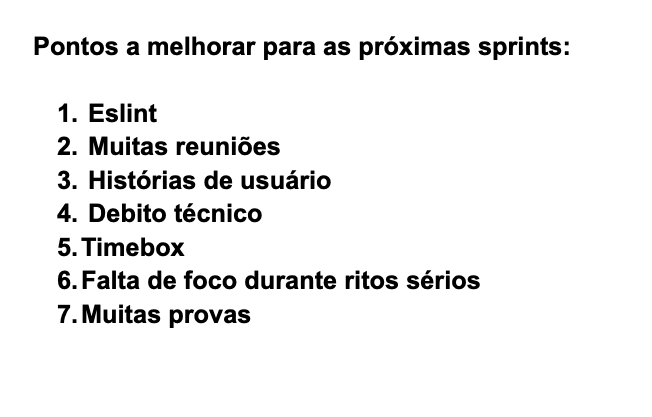 Pontos a melhorar para as próximas sprints:
1. Eslint
2. Muitas reuniões
3. Histórias de usuário
4. Debito técnico
5. Timebox
6. Falta de foco durante ritos sérios
7. Muitas provas